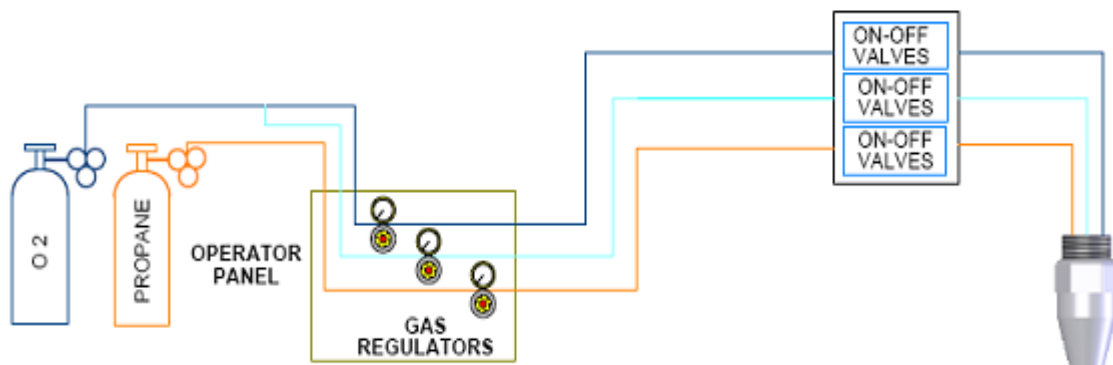 ON-OFF
VALVES
ON-OFF
VALVES
ON-OFF
VALVES
O 2
PROPANE
OPERATOR
PANEL
GAS
REGULATORS